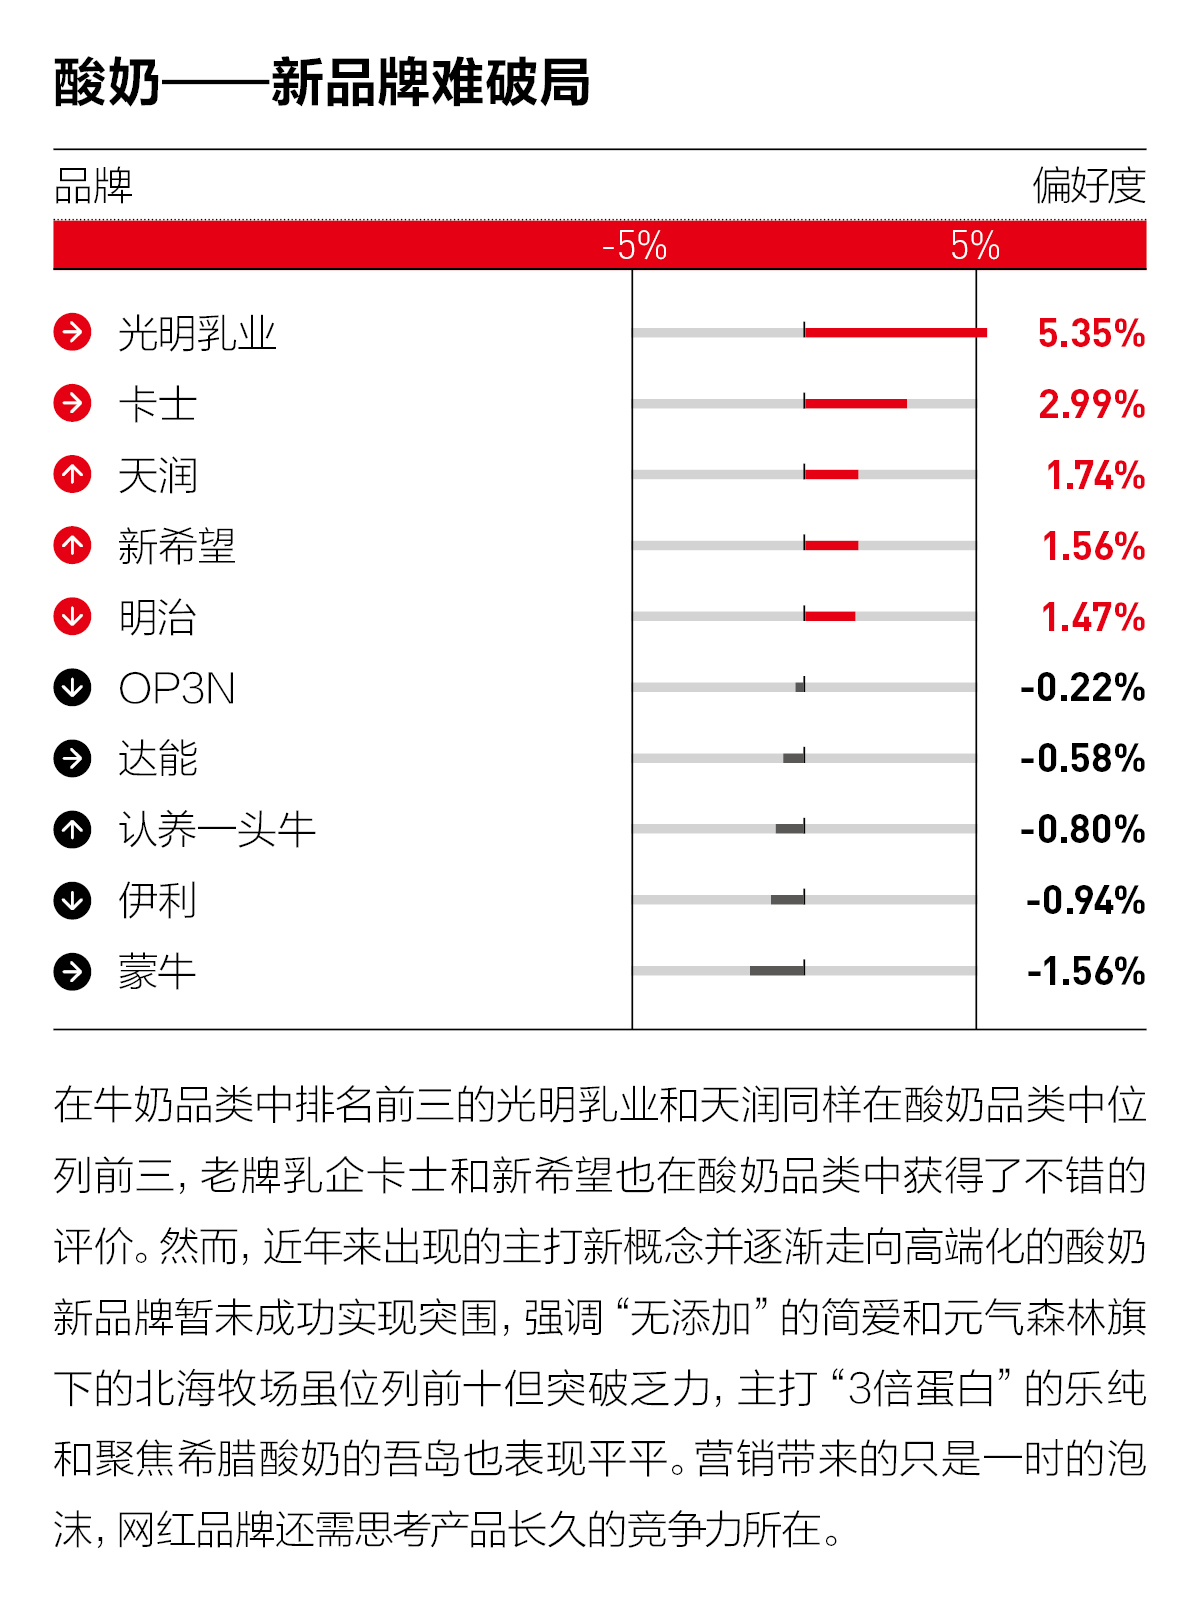 酸奶——新品牌难破局
品牌 偏好度
-5% 5%
光明乳业 5.35%
卡士 2.99%
天润 1.74%
新希望 1.56%
明治 1.47%
OP3N -0.22%
达能 -0.58%
认养一头牛 -0.80%
伊利 -0.94%
蒙牛 -1.56%
在牛奶品类中排名前三的光明乳业和天润同样在酸奶品类中位
列前三，老牌乳企卡士和新希望也在酸奶品类中获得了不错的
评价。然而，近年来出现的主打新概念并逐渐走向高端化的酸奶
新品牌暂未成功实现突围，强调“无添加”的简爱和元气森林旗
下的北海牧场虽位列前十但突破乏力，主打“3倍蛋白”的乐纯
和聚焦希腊酸奶的吾岛也表现平平。营销带来的只是一时的泡
沫，网红品牌还需思考产品长久的竞争力所在。